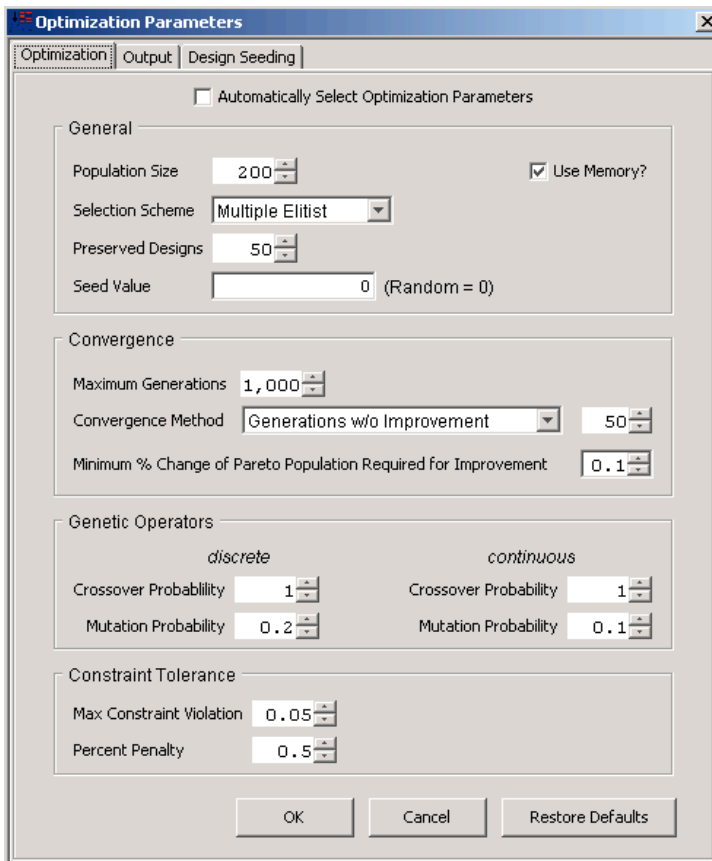 Optimization Parameters
Optimization Output Design Seeding
Automatically Select Optimization Parameters
General
Population Size 200 Use Memory?
Selection Scheme Multiple Elitist
Preserved Designs 50
Seed Value 0 (Random = 0)
Convergence
Maximum Generations 1,000
Convergence Method Generations w/o Improvement 50
Minimum % Change of Pareto Population Required for Improvement 0.1
Genetic Operators
discrete continuous
Crossover Probablility 1 Crossover Probability 1
Mutation Probability 0.2 Mutation Probability 0.1
Constraint Tolerance
Max Constraint Violation 0.05
Percent Penalty 0.5
OK Cancel Restore Defaults